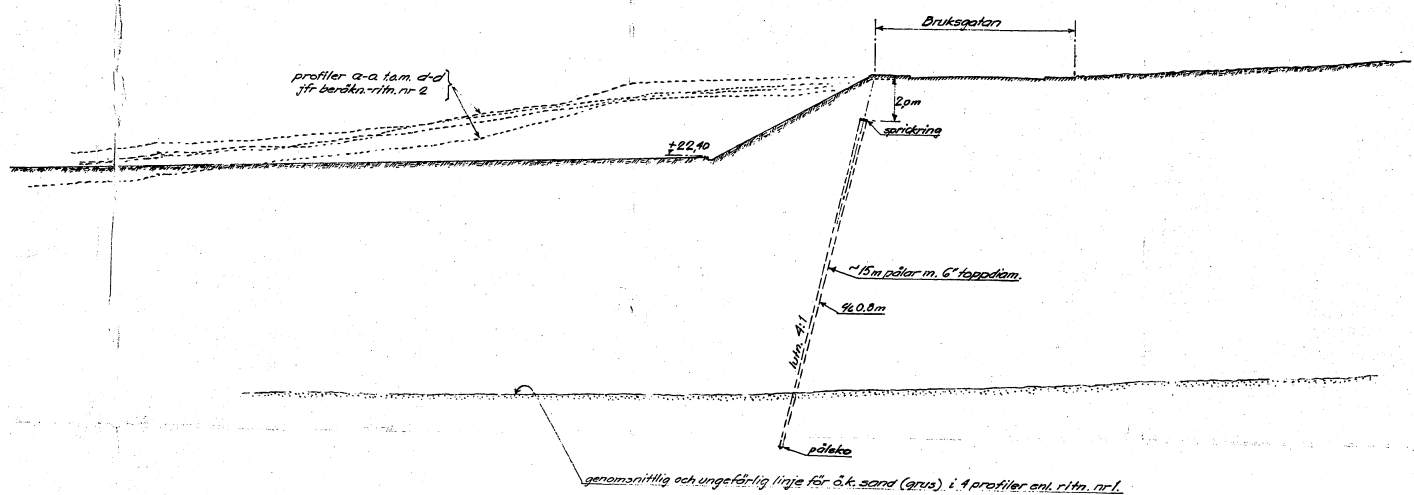 Bruksgatan
profiler a-a t.o.m. d-d
jfr beräkn.-ritn. nr 2
2,0m
sprickring
+22,40
~15m pålar m. 6" toppdiam.
% 0.8m
lutn. 4:1
pålsko
genomsnittlig och ungefärlig linje för ö.k. sand (grus) i 4 profiler enl. ritn. nr 1.